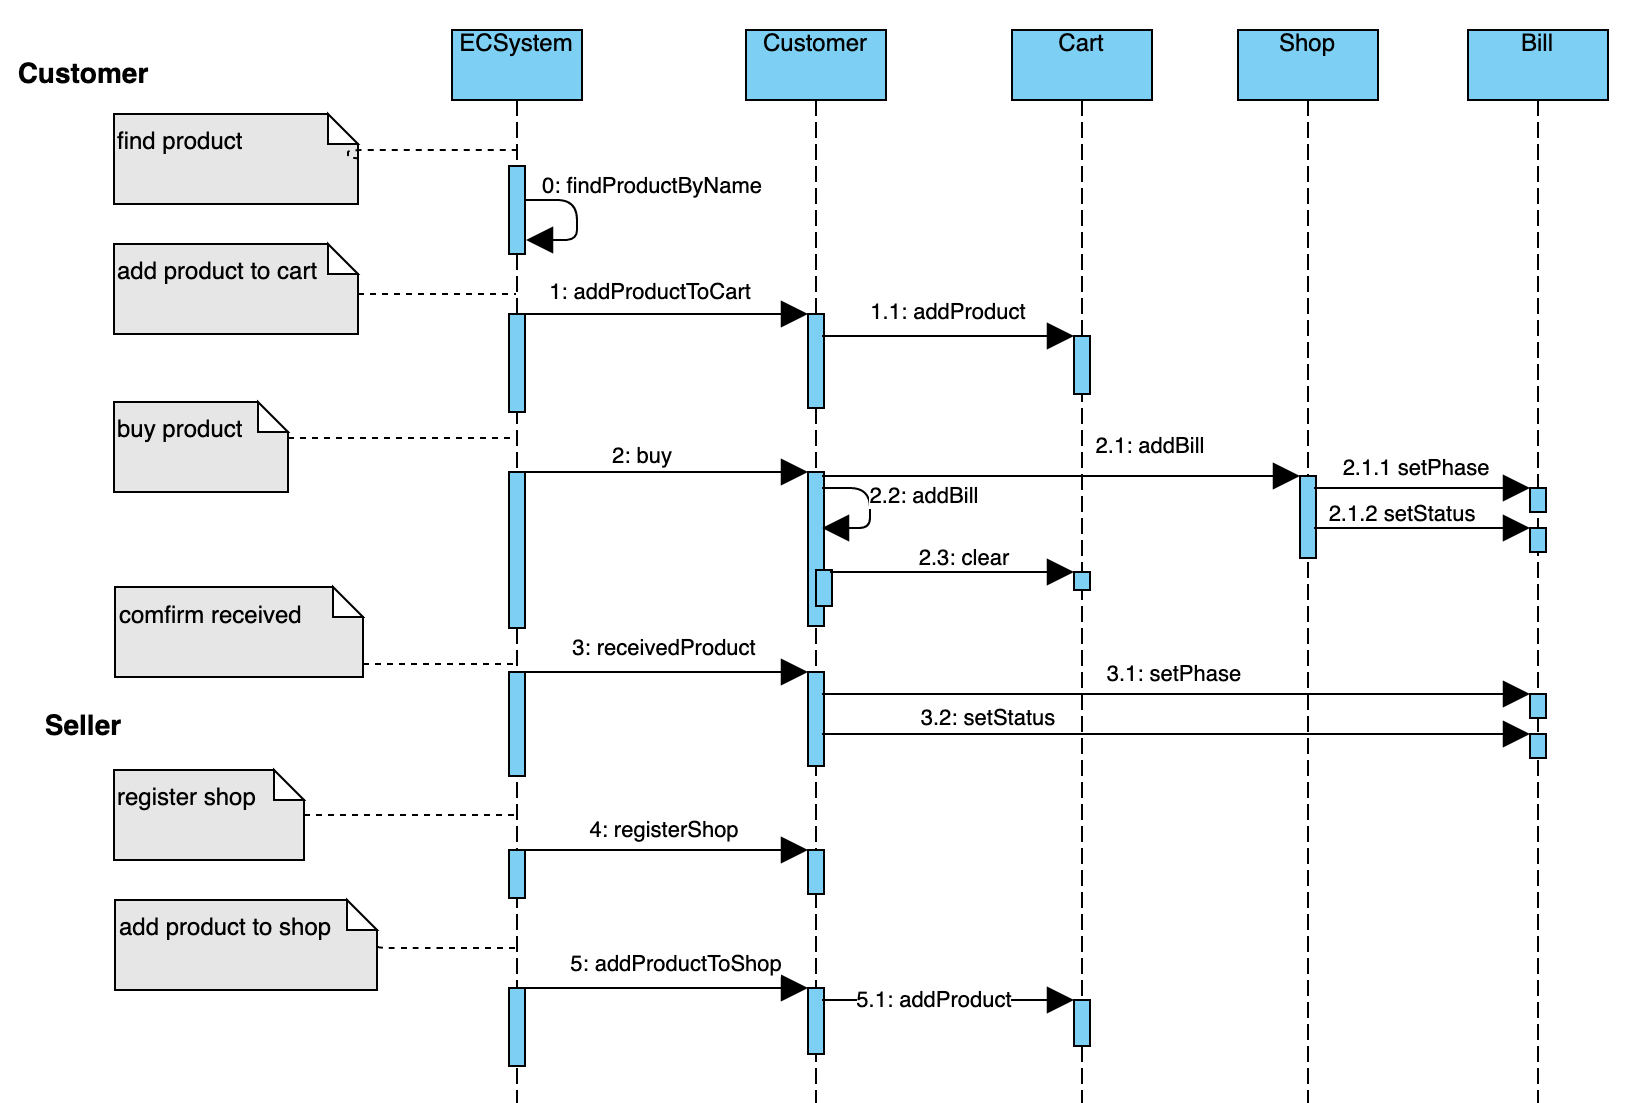 ECSystem
Customer
Cart
Shop
Bill
Customer
find product
0: findProductByName
add product to cart
1: addProductToCart
1.1: addProduct
buy product
2: buy
2.1: addBill
2.1.1 setPhase
2.2: addBill
2.1.2 setStatus
2.3: clear
comfirm received
3: receivedProduct
3.1: setPhase
3.2: setStatus
Seller
register shop
4: registerShop
add product to shop
5: addProductToShop
5.1: addProduct